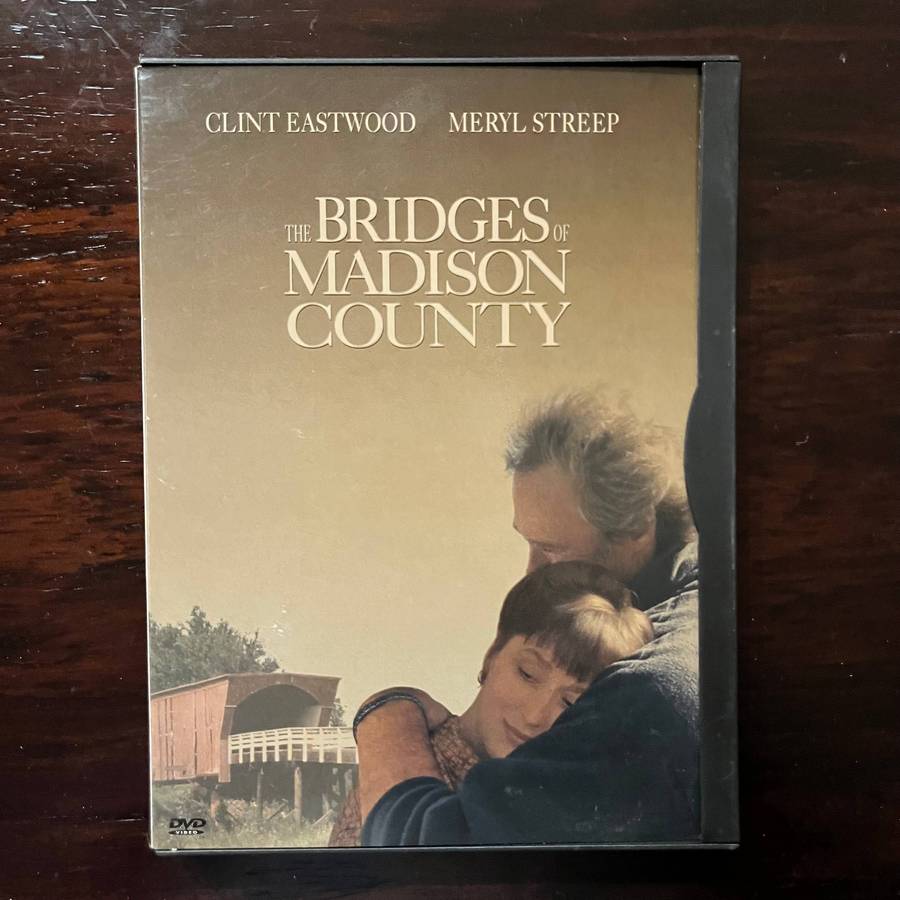 CLINT EASTWOOD MERYL STREEP
THE BRIDGES OF
MADISON
COUNTY
DVD
VIDEO